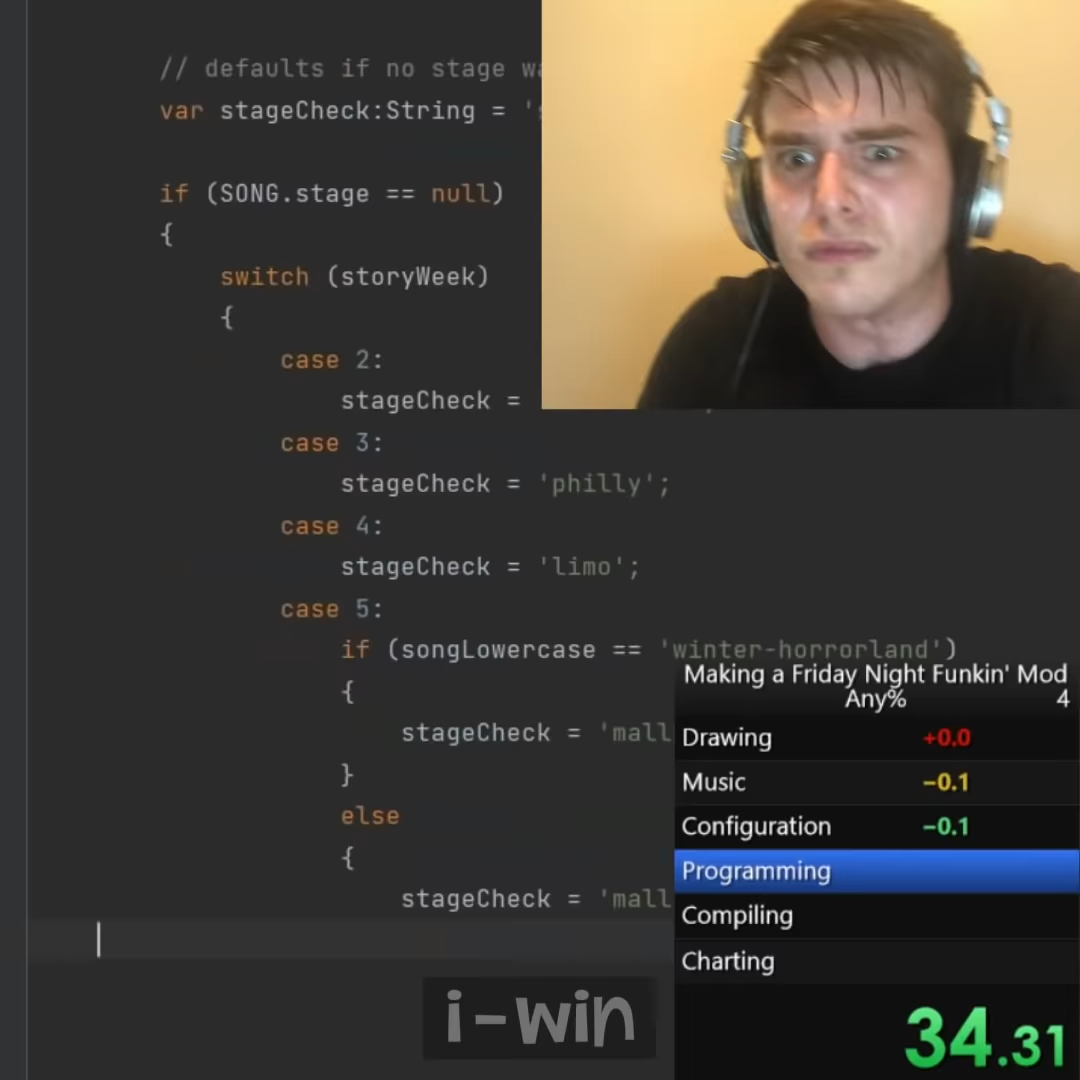 // defaults if no stage
var stageCheck:String = '
if (SONG.stage == null)
{
switch (storyWeek)
{
case 2:
stageCheck =
case 3:
stageCheck = 'philly';
case 4:
stageCheck = 'limo';
case 5:
if (songLowercase == 'winter-horrorland')
{
stageCheck = 'mall
}
else
{
stageCheck = 'mall
Making a Friday Night Funkin' Mod
Any% 4
Drawing +0.0
Music −0.1
Configuration −0.1
Programming
Compiling
Charting
34.31
i-win